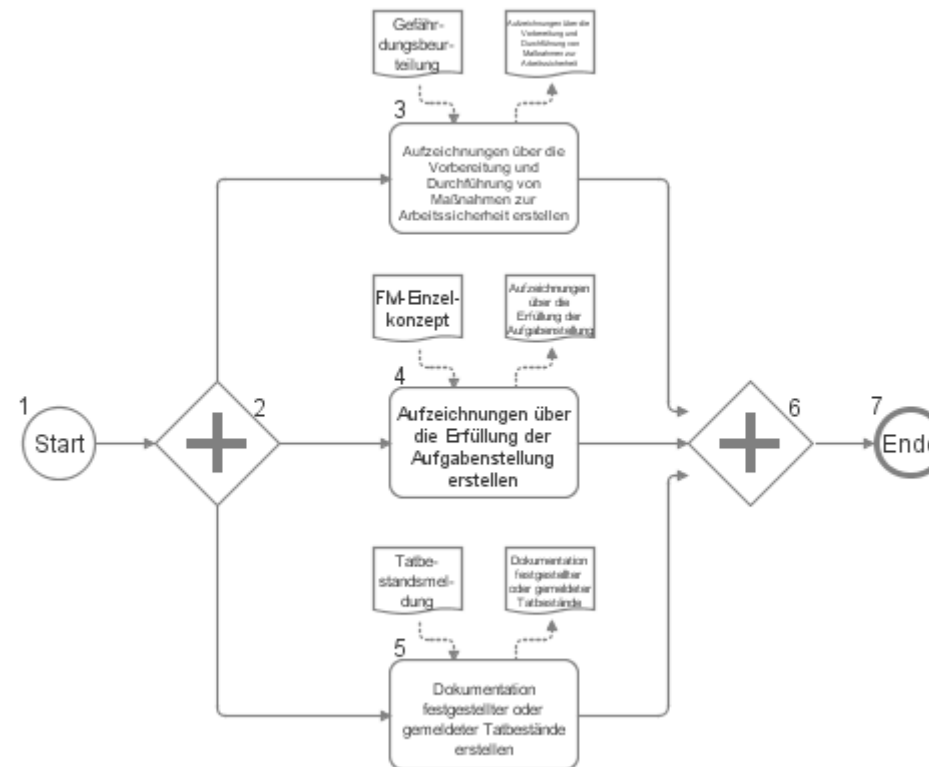 Gefähr-
dungsbeur-
teilung
Aufzeichnungen über die
Vorbereitung und
Durchführung von
Maßnahmen zur
Arbeitssicherheit
3
Aufzeichnungen über die
Vorbereitung und
Durchführung von
Maßnahmen zur
Arbeitssicherheit erstellen
FM-Einzel-
konzept
Aufzeichnungen
über die
Erfüllung der
Aufgabenstellung
4
Aufzeichnungen über
die Erfüllung der
Aufgabenstellung
erstellen
1
Start
2
6
7
Ende
Tatbe-
standsmel-
dung
Dokumentation
festgestellter
oder gemeldeter
Tatbestände
5
Dokumentation
festgestellter oder
gemeldeter Tatbestände
erstellen